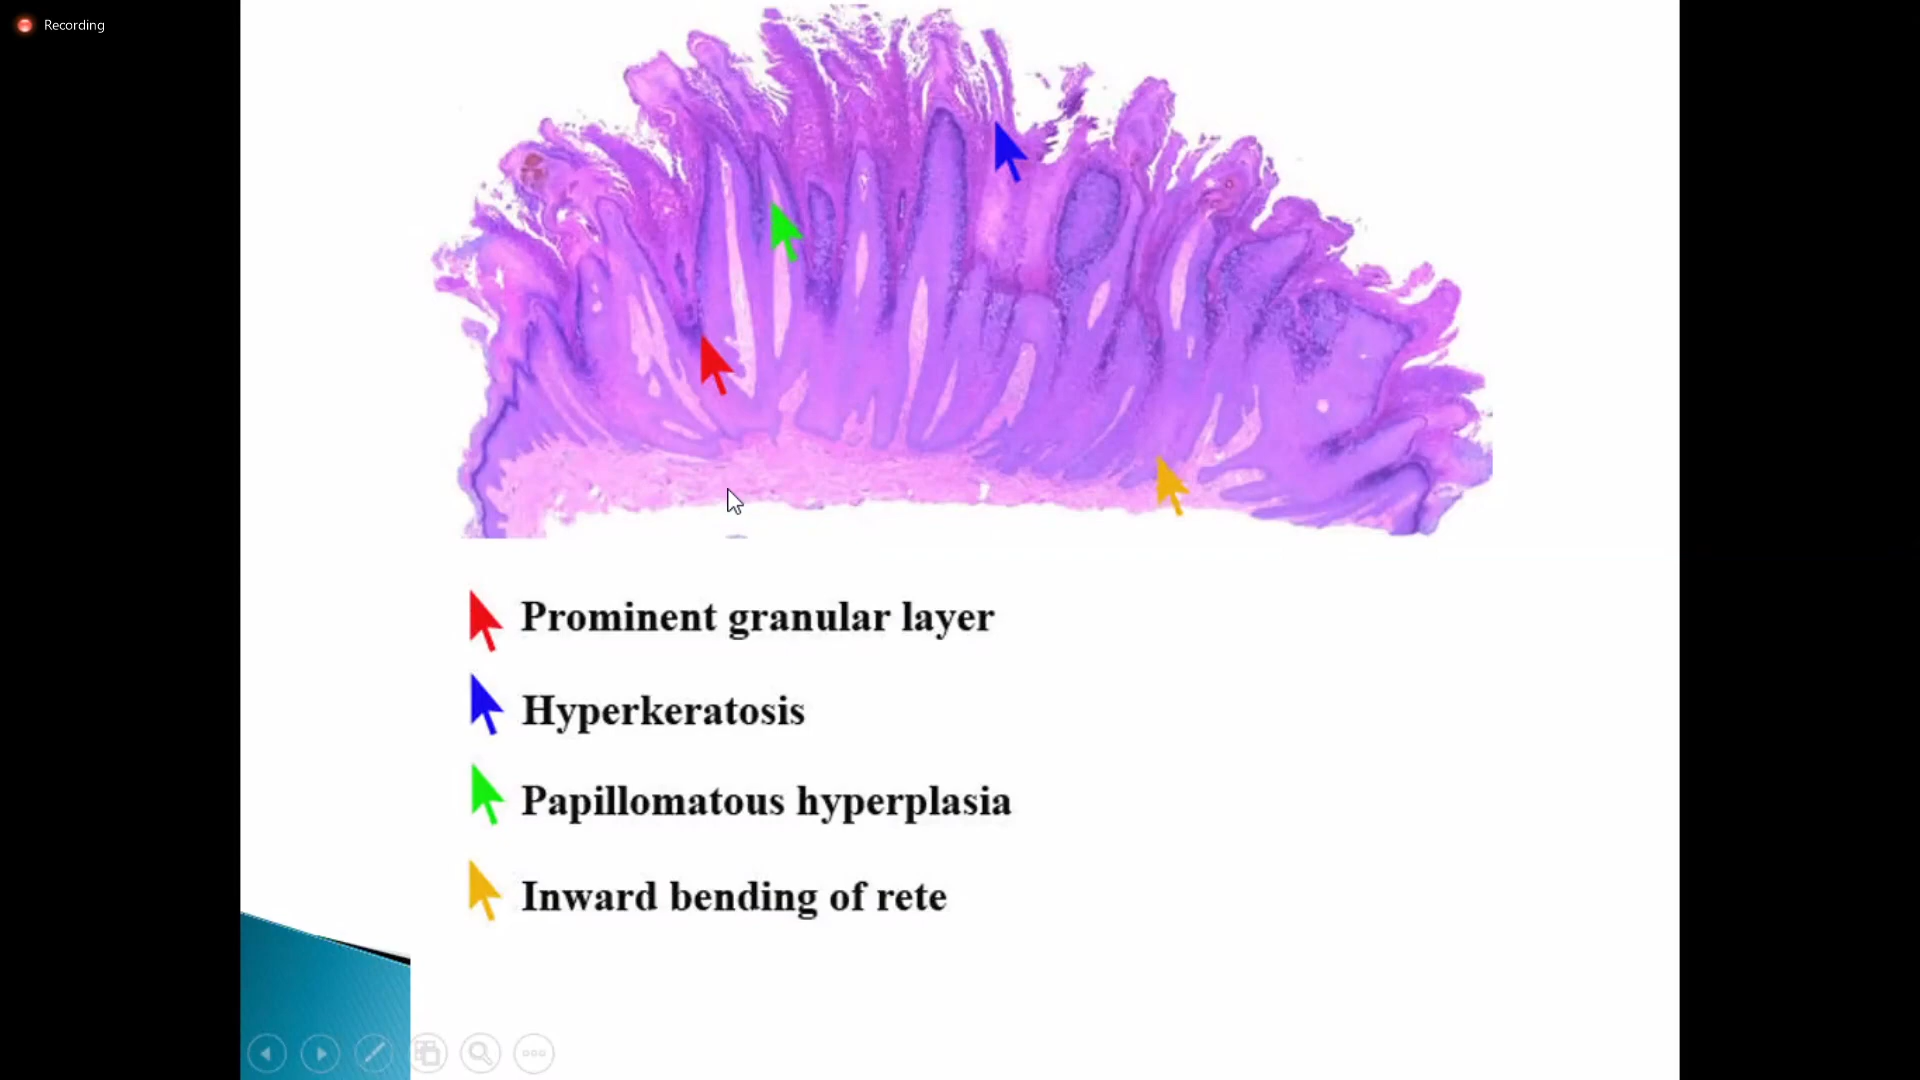 Recording
Prominent granular layer
Hyperkeratosis
Papillomatous hyperplasia
Inward bending of rete